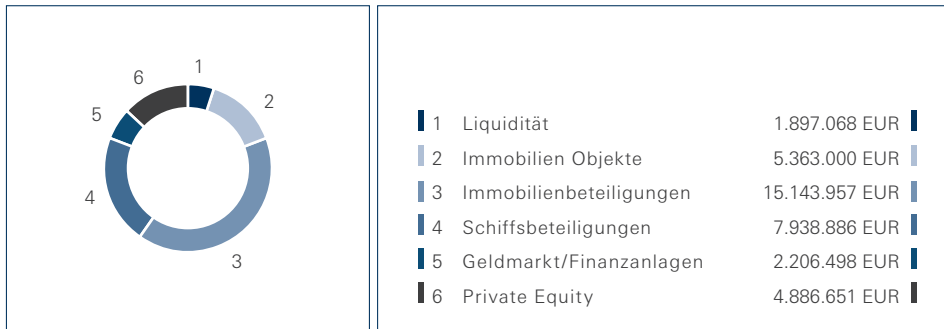 1
2
3
4
5
6
1 Liquidität 1.897.068 EUR
2 Immobilien Objekte 5.363.000 EUR
3 Immobilienbeteiligungen 15.143.957 EUR
4 Schiffsbeteiligungen 7.938.886 EUR
5 Geldmarkt/Finanzanlagen 2.206.498 EUR
6 Private Equity 4.886.651 EUR